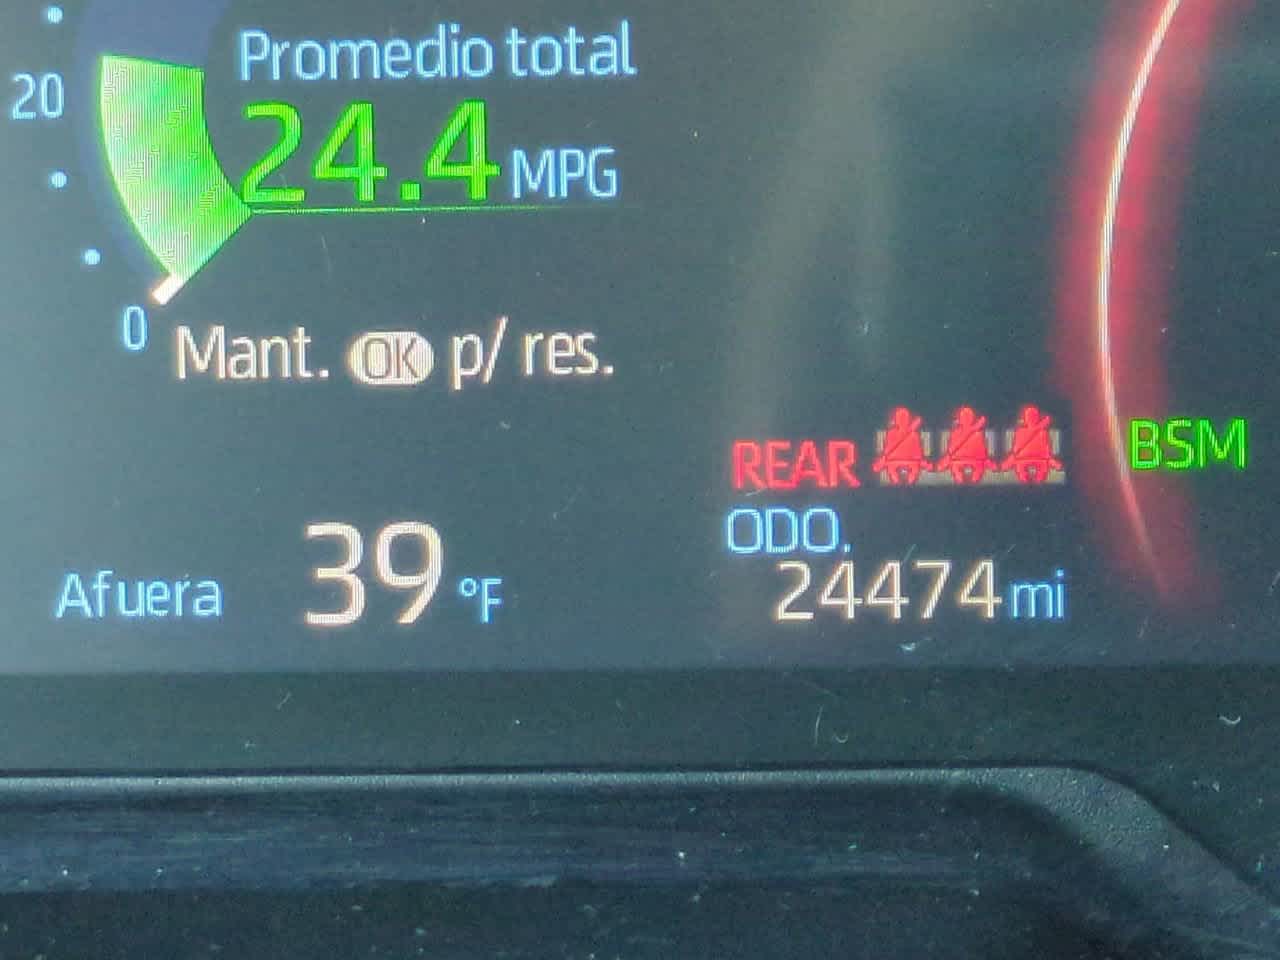 Promedio total
20
24.4 MPG
0
Mant. OK p/ res.
REAR
BSM
ODO.
Afuera 39 °F
24474 mi